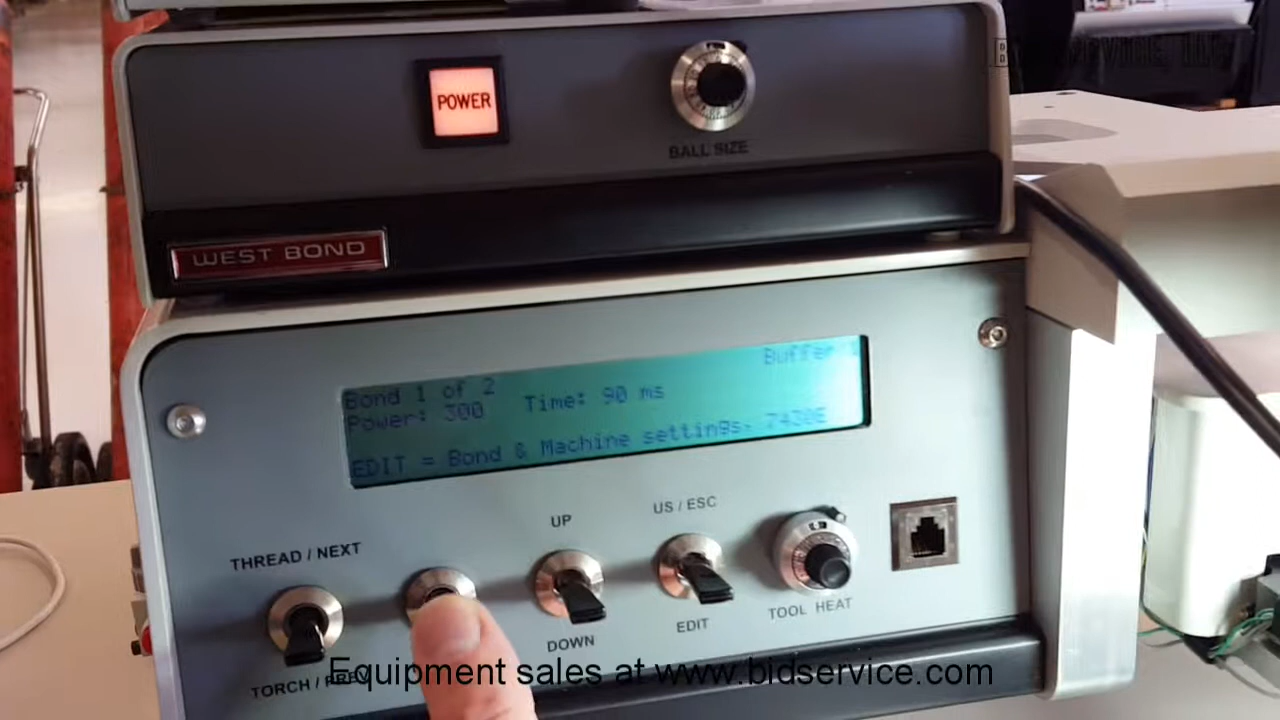 POWER
BALL SIZE
WEST BOND
Buffer
Bond 1 of 2
Power: 300 Time: 90 ms
EDIT = Bond & Machine settings. 7430E
THREAD / NEXT
UP
US / ESC
TORCH /
DOWN
EDIT
TOOL HEAT
Equipment sales at www.bidservice.com